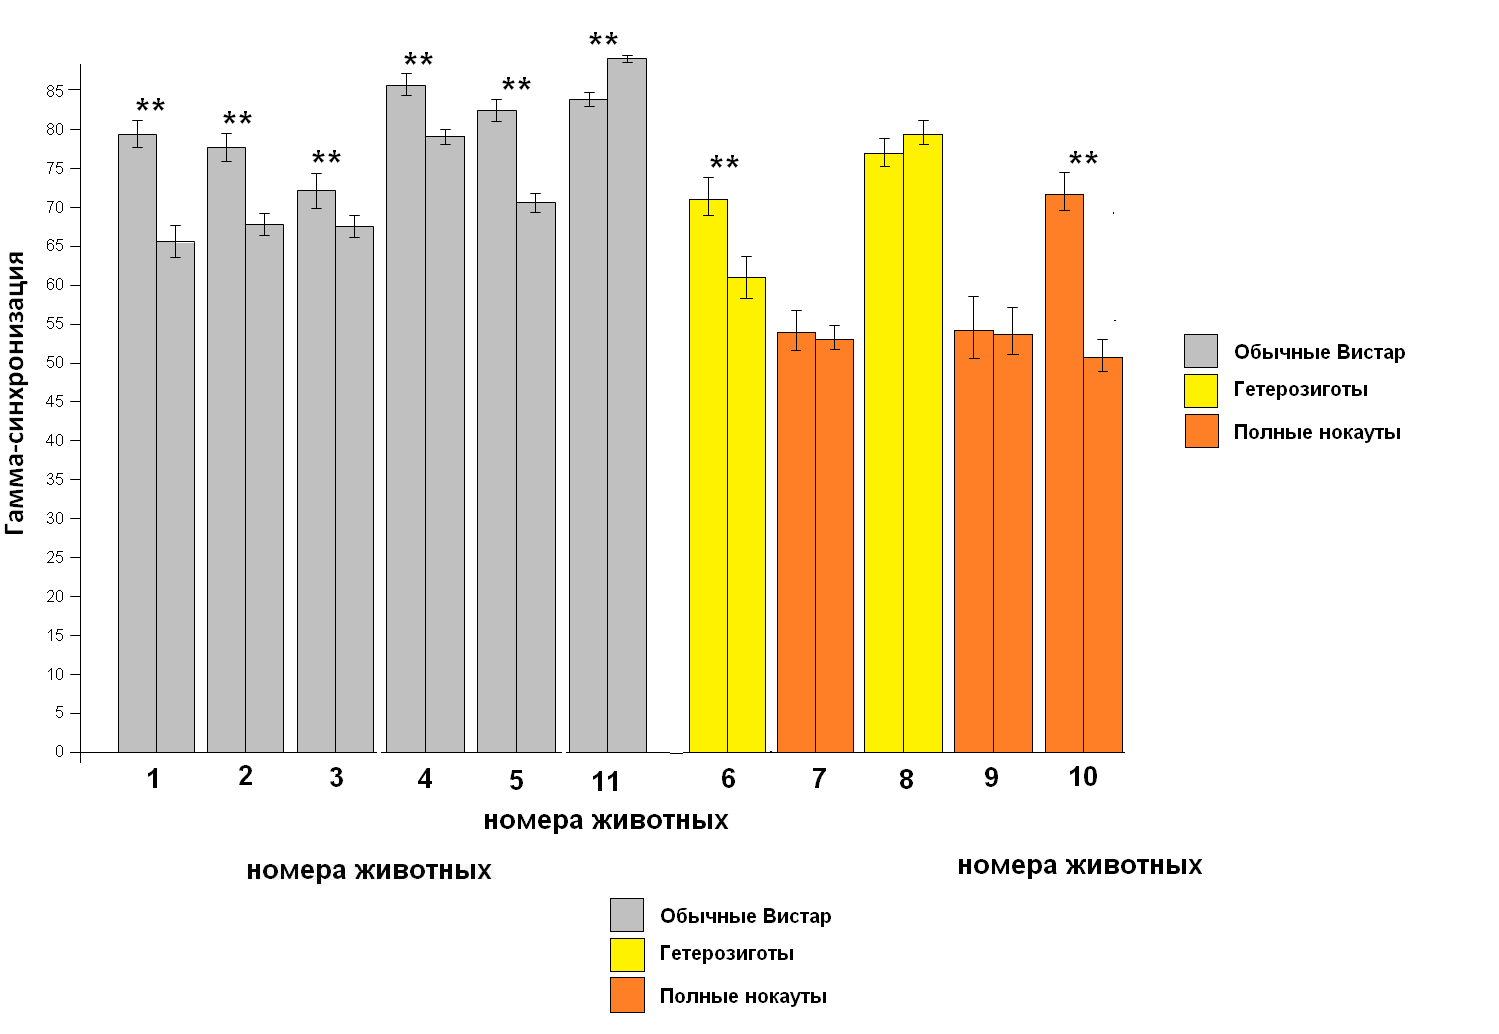 **
**
**
**
**
**
**
**
85
80
75
70
65
60
55
50
45
40
35
30
25
20
15
10
5
0
Гамма-синхронизация
1 2 3 4 5 11 6 7 8 9 10
номера животных
номера животных
номера животных
Обычные Вистар
Гетерозиготы
Полные нокауты
Обычные Вистар
Гетерозиготы
Полные нокауты